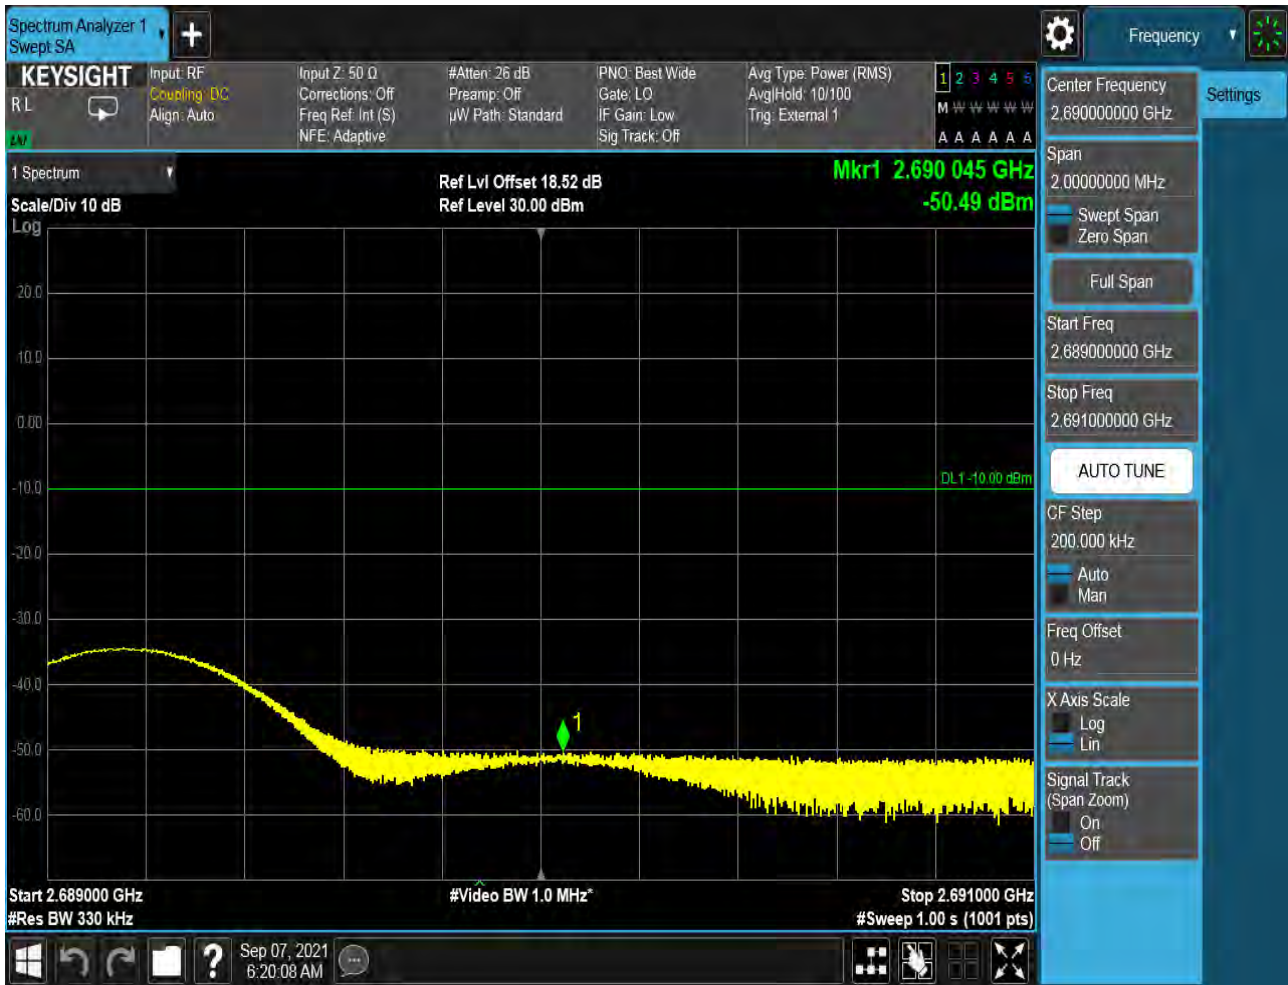 Spectrum Analyzer 1
Swept SA
Frequency
KEYSIGHT
R L
Input: RF
Coupling: DC
Align: Auto
Input Z: 50 Ω
Corrections: Off
Freq Ref: Int (S)
NFE: Adaptive
#Atten: 26 dB
Preamp: Off
µW Path: Standard
PNO: Best Wide
Gate: LO
IF Gain: Low
Sig Track: Off
Avg Type: Power (RMS)
Avg|Hold: 10/100
Trig: External 1
1 2 3 4 5 6
M W W W W W
A A A A A A
Center Frequency
2.690000000 GHz
Settings
Span
2.00000000 MHz
Swept Span
Zero Span
Full Span
Start Freq
2.689000000 GHz
Stop Freq
2.691000000 GHz
AUTO TUNE
CF Step
200.000 kHz
Auto
Man
Freq Offset
0 Hz
X Axis Scale
Log
Lin
Signal Track
(Span Zoom)
On
Off
1 Spectrum
Scale/Div 10 dB
Log
Ref Lvl Offset 18.52 dB
Ref Level 30.00 dBm
Mkr1 2.690 045 GHz
-50.49 dBm
20.0
10.0
0.00
-10.0
DL1 -10.00 dBm
-20.0
-30.0
-40.0
1
-50.0
-60.0
Start 2.689000 GHz
#Video BW 1.0 MHz*
Stop 2.691000 GHz
#Res BW 330 kHz
#Sweep 1.00 s (1001 pts)
?
Sep 07, 2021
6:20:08 AM